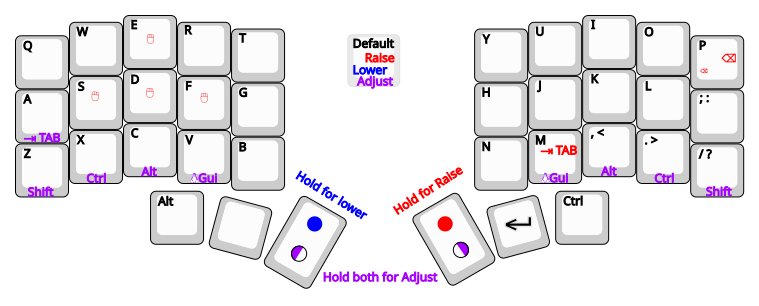 Q W E R T
Y U I O P
Default
Raise
Lower
Adjust
A S D F G
H J K L ; :
⇥ TAB
Z X C V B
N M , < . > / ?
⇥ TAB
Shift Ctrl Alt Gui
Gui Alt Ctrl Shift
Alt
Hold for lower
Hold for Raise
Ctrl
Hold both for Adjust